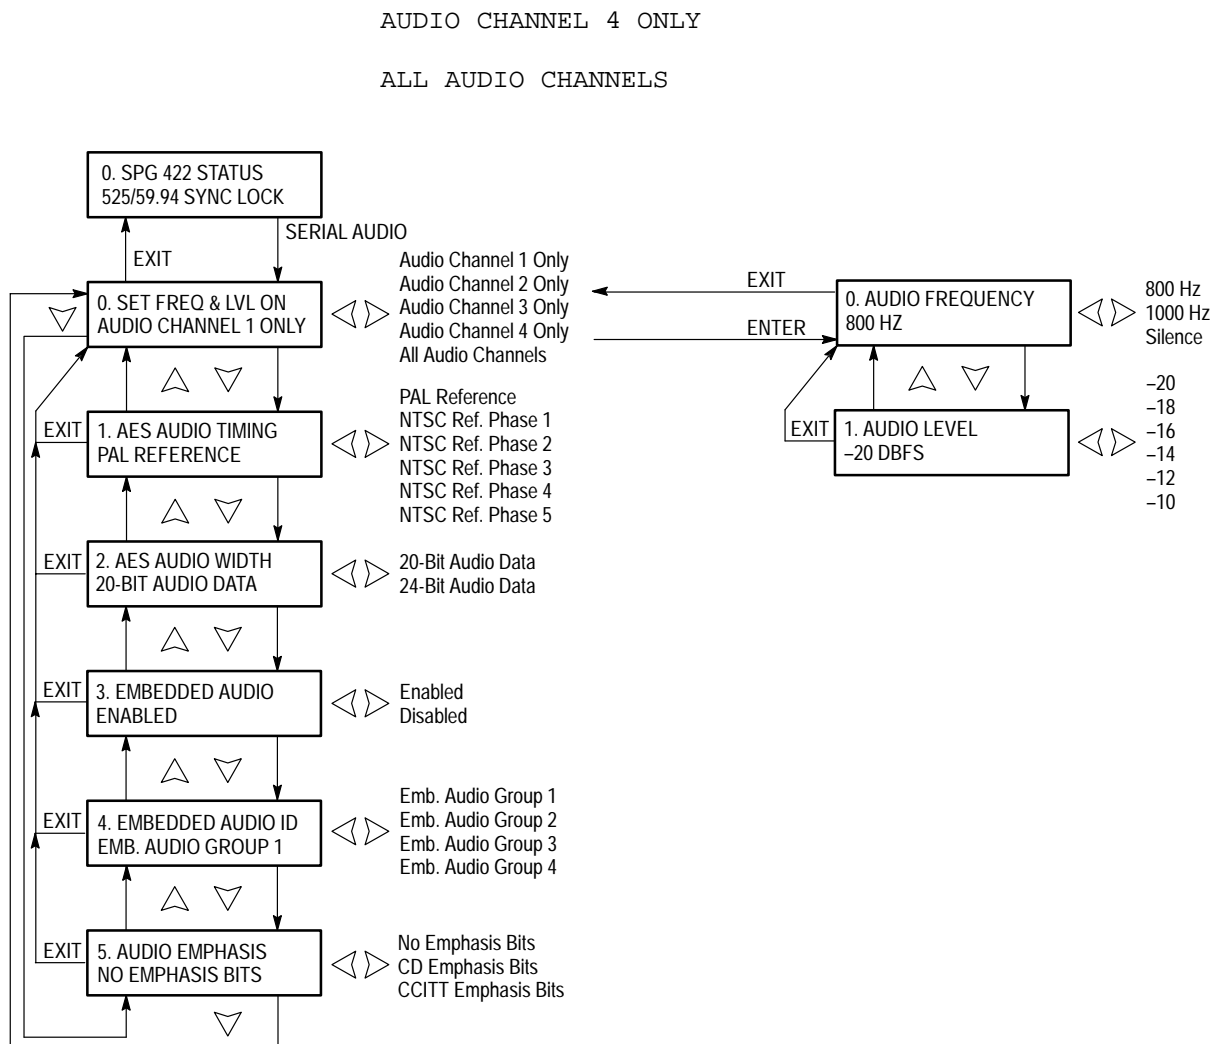 AUDIO CHANNEL 4 ONLY
ALL AUDIO CHANNELS
0. SPG 422 STATUS
525/59.94 SYNC LOCK
SERIAL AUDIO
EXIT
0. SET FREQ & LVL ON
AUDIO CHANNEL 1 ONLY
Audio Channel 1 Only
Audio Channel 2 Only
Audio Channel 3 Only
Audio Channel 4 Only
All Audio Channels
EXIT
ENTER
0. AUDIO FREQUENCY
800 HZ
800 Hz
1000 Hz
Silence
EXIT
1. AUDIO LEVEL
–20 DBFS
–20
–18
–16
–14
–12
–10
EXIT
1. AES AUDIO TIMING
PAL REFERENCE
PAL Reference
NTSC Ref. Phase 1
NTSC Ref. Phase 2
NTSC Ref. Phase 3
NTSC Ref. Phase 4
NTSC Ref. Phase 5
EXIT
2. AES AUDIO WIDTH
20-BIT AUDIO DATA
20-Bit Audio Data
24-Bit Audio Data
EXIT
3. EMBEDDED AUDIO
ENABLED
Enabled
Disabled
EXIT
4. EMBEDDED AUDIO ID
EMB. AUDIO GROUP 1
Emb. Audio Group 1
Emb. Audio Group 2
Emb. Audio Group 3
Emb. Audio Group 4
EXIT
5. AUDIO EMPHASIS
NO EMPHASIS BITS
No Emphasis Bits
CD Emphasis Bits
CCITT Emphasis Bits